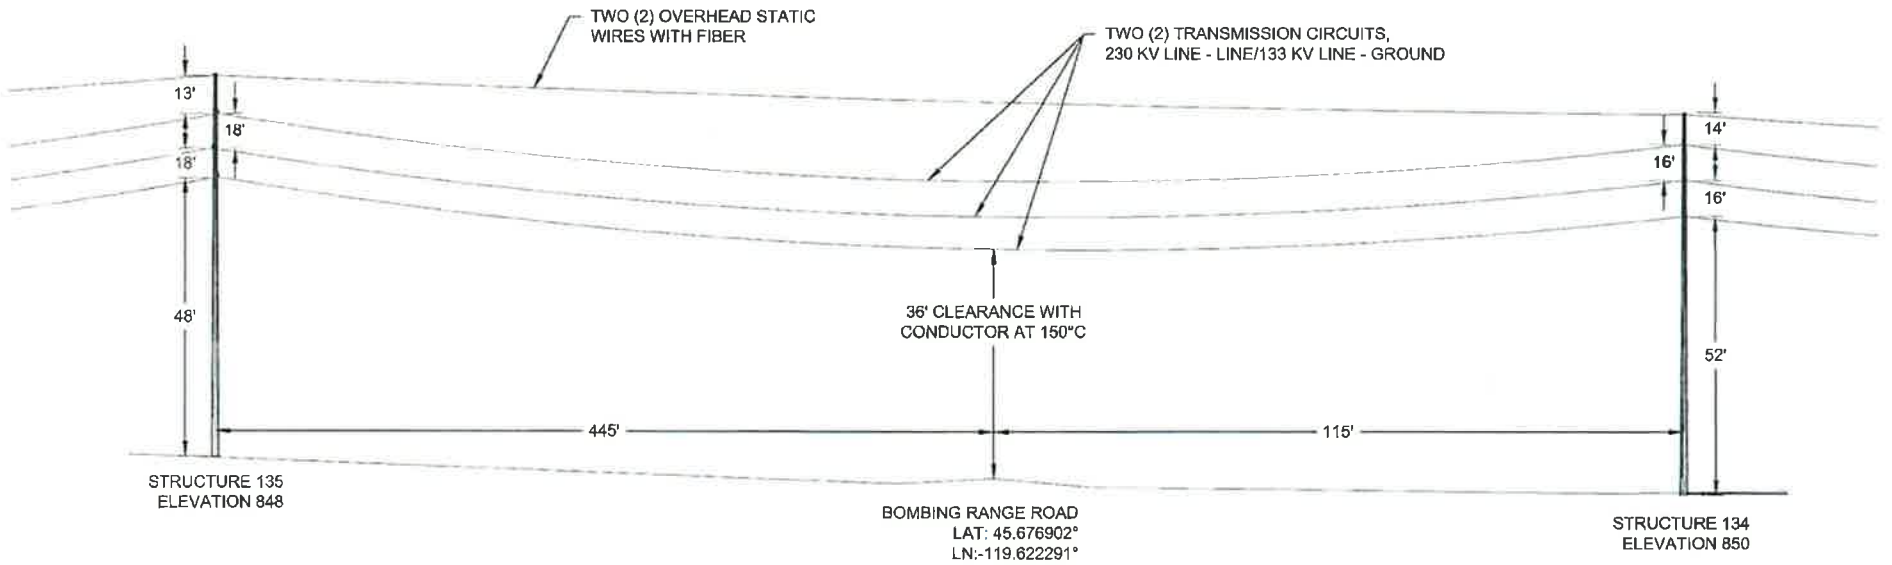 TWO (2) OVERHEAD STATIC
WIRES WITH FIBER
TWO (2) TRANSMISSION CIRCUITS,
230 KV LINE - LINE/133 KV LINE - GROUND
13'
18'
18'
48'
14'
16'
16'
52'
36' CLEARANCE WITH
CONDUCTOR AT 150°C
445'
115'
STRUCTURE 135
ELEVATION 848
BOMBING RANGE ROAD
LAT: 45.676902°
LN:-119.622291°
STRUCTURE 134
ELEVATION 850